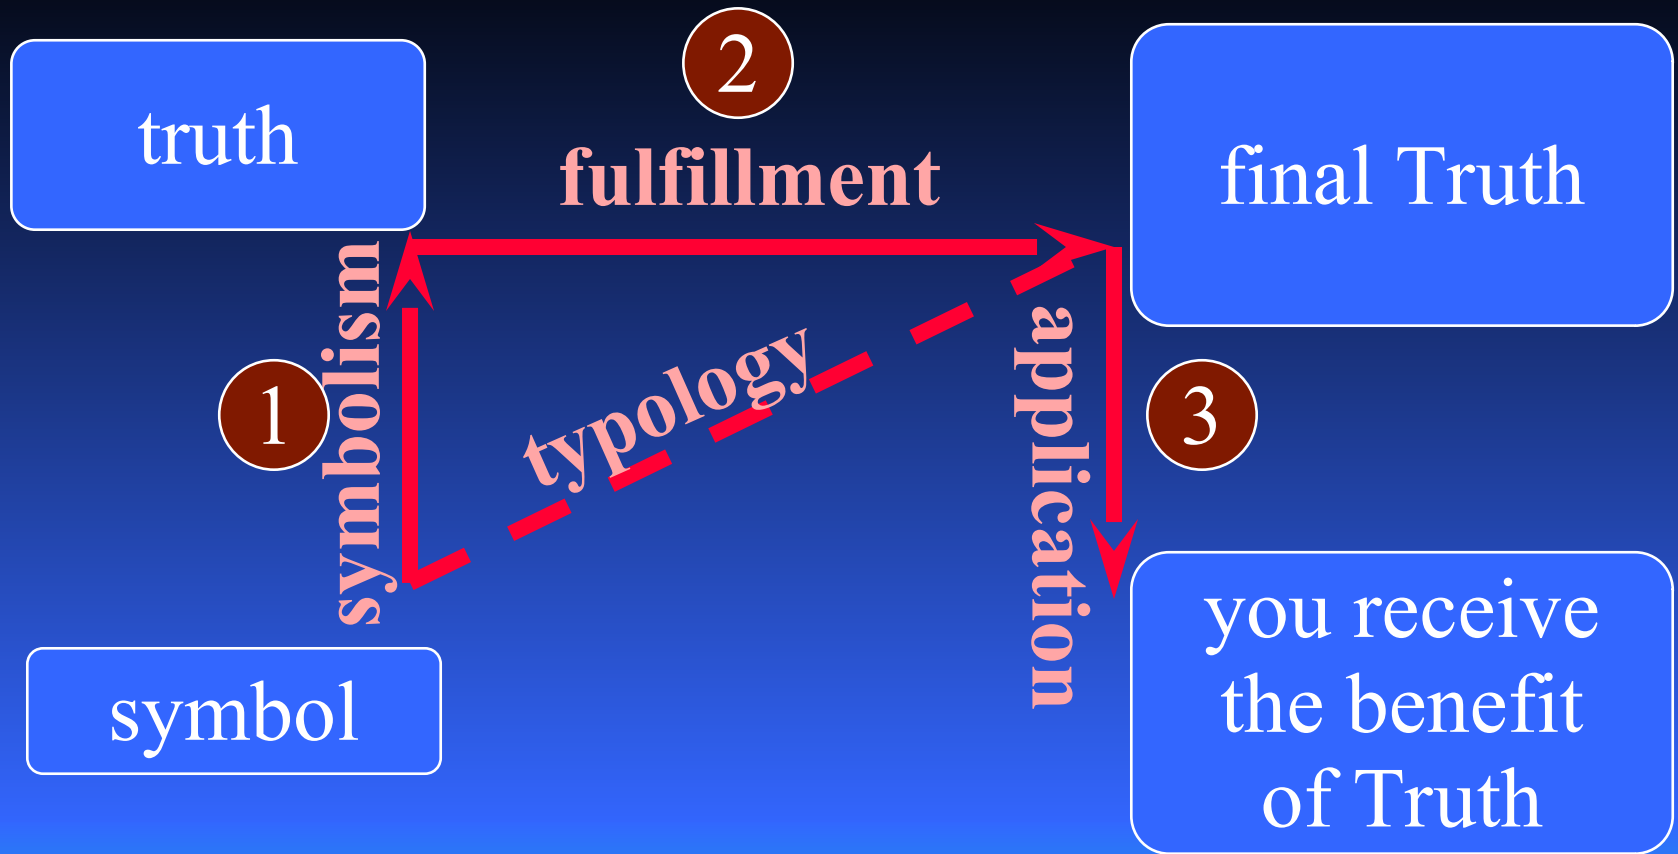 2
truth
fulfillment
final Truth
symbolism
1
typology
application
3
symbol
you receive
the benefit
of Truth